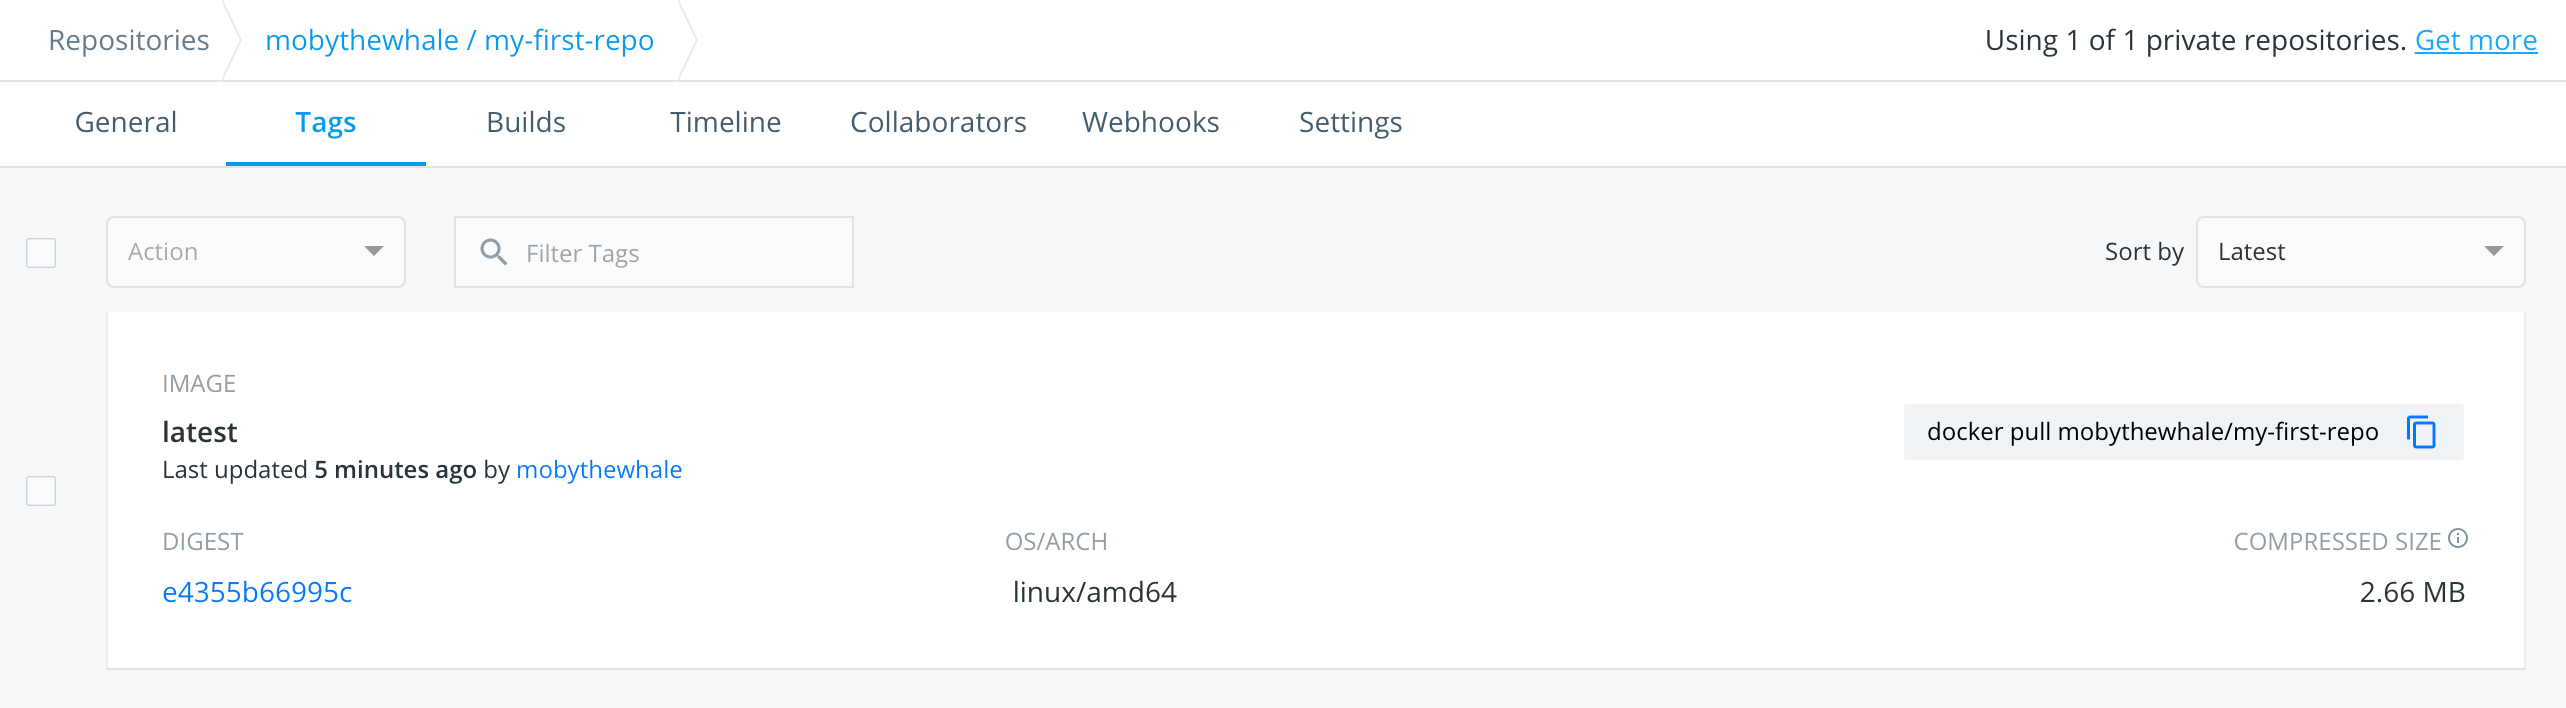 Repositories mobythewhale / my-first-repo Using 1 of 1 private repositories. Get more
General Tags Builds Timeline Collaborators Webhooks Settings
Action Filter Tags Sort by Latest
IMAGE
latest
docker pull mobythewhale/my-first-repo
Last updated 5 minutes ago by mobythewhale
DIGEST OS/ARCH COMPRESSED SIZE
e4355b66995c linux/amd64 2.66 MB